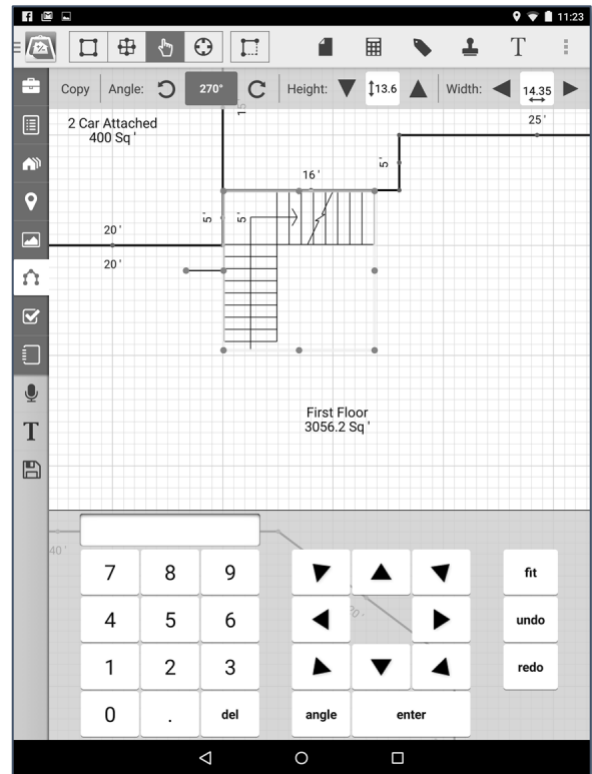 11:23
T
Copy Angle: 270° Height: 13.6 Width: 14.35
2 Car Attached
400 Sq '
15
25 '
5'
16 '
5' 5'
20 '
20 '
First Floor
3056.2 Sq '
T
40 '
7 8 9 fit
20 '
4 5 6 undo
1 2 3 redo
0 . del angle enter